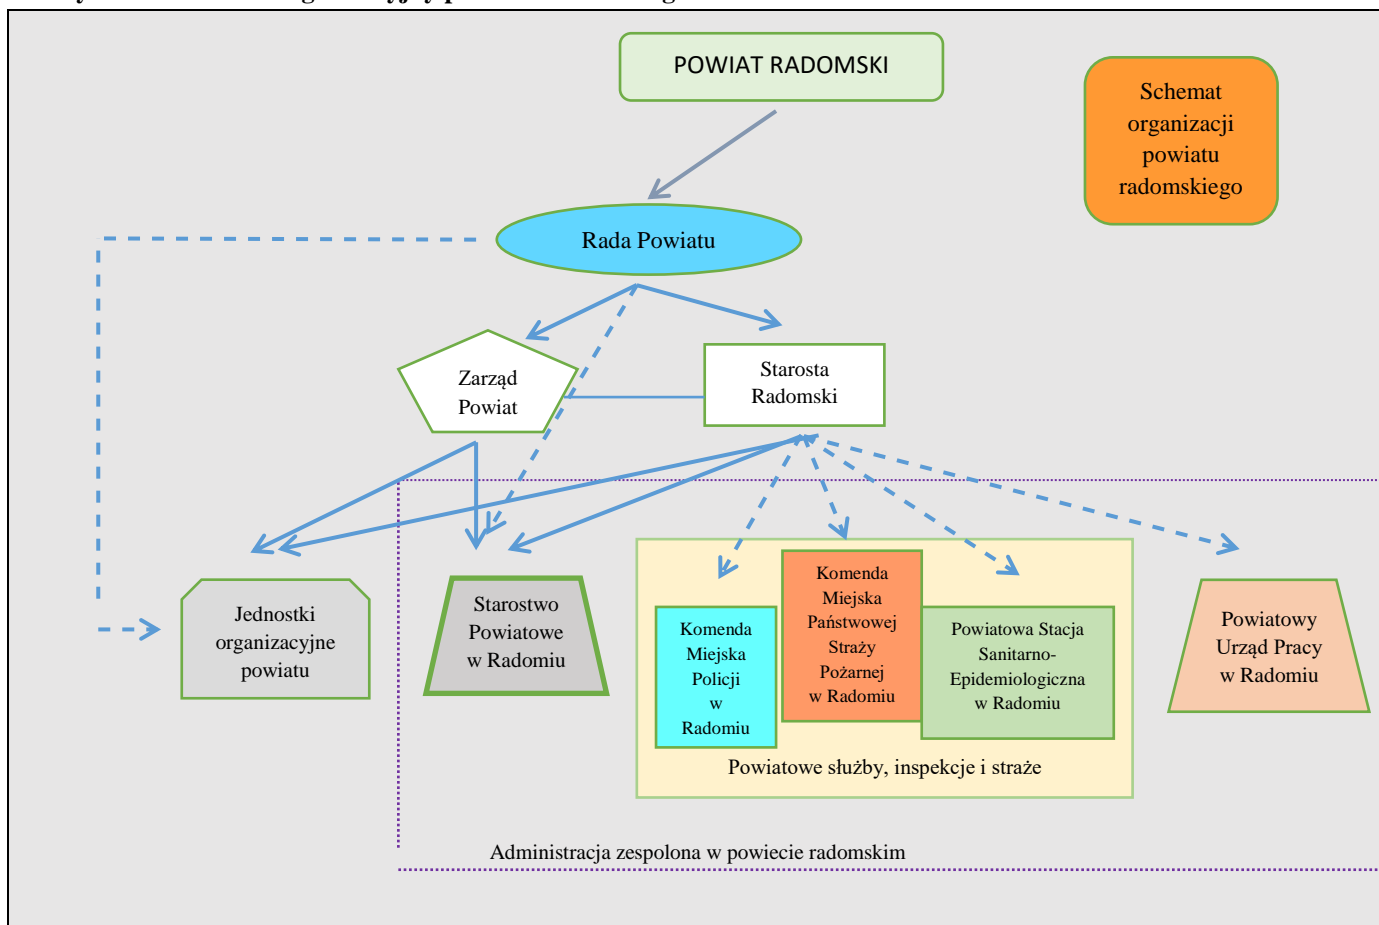 POWIAT RADOMSKI
Schemat
organizacji
powiatu
radomskiego
Rada Powiatu
Zarząd
Powiat
Starosta
Radomski
Jednostki
organizacyjne
powiatu
Starostwo
Powiatowe
w Radomiu
Komenda
Miejska
Policji
w
Radomiu
Komenda
Miejska
Państwowej
Straży
Pożarnej
w Radomiu
Powiatowa Stacja
Sanitarno-
Epidemiologiczna
w Radomiu
Powiatowy
Urząd Pracy
w Radomiu
Powiatowe służby, inspekcje i straże
Administracja zespolona w powiecie radomskim